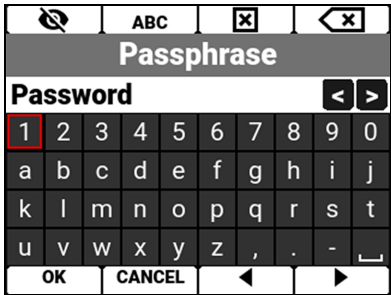 ABC
Passphrase
Password < >
1 2 3 4 5 6 7 8 9 0
a b c d e f g h i j
k l m n o p q r s t
u v w x y z , . -
OK CANCEL